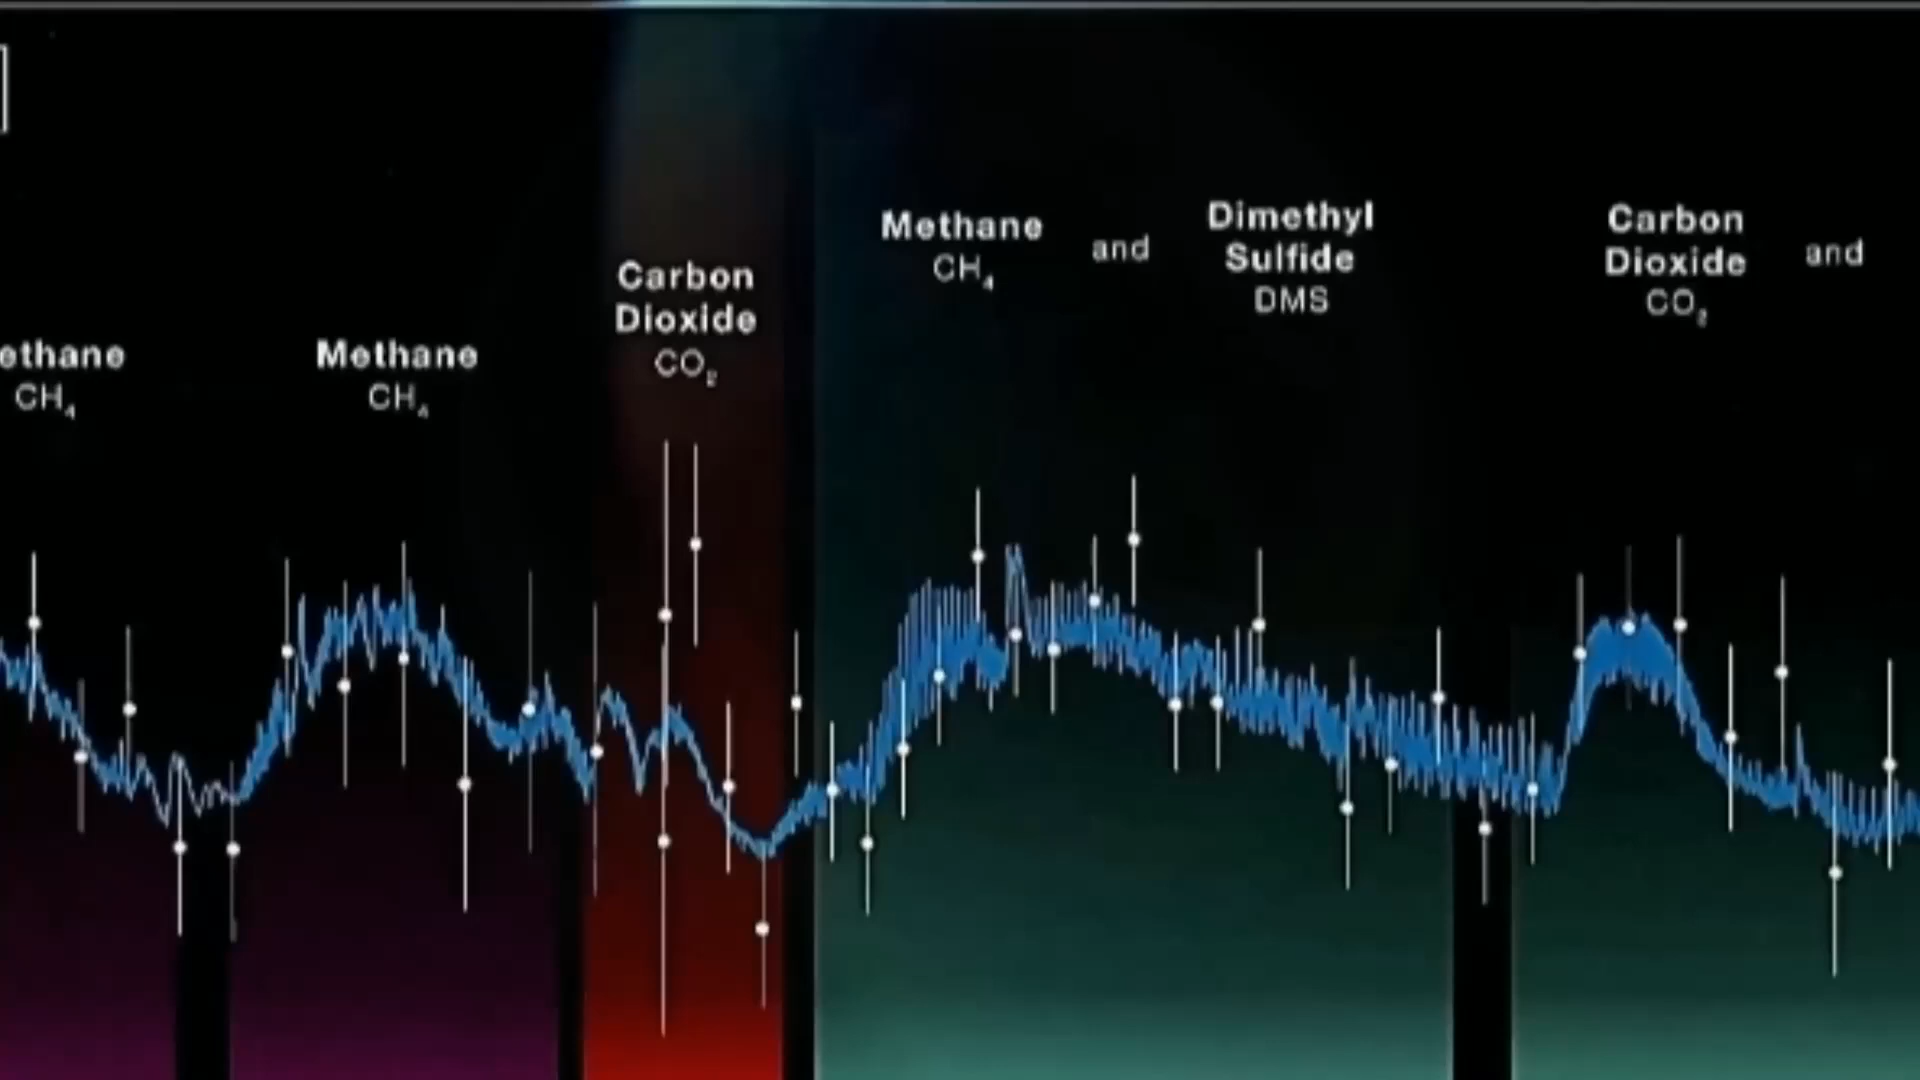 ethane
CH₄
Methane
CH₄
Carbon
Dioxide
CO₂
Methane
CH₄
and
Dimethyl
Sulfide
DMS
Carbon
Dioxide
CO₂
and